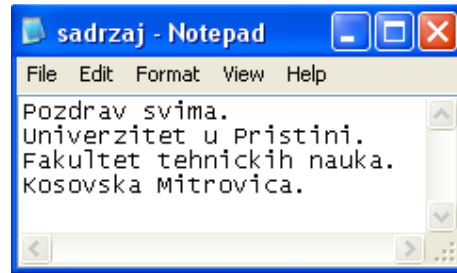 sadrzaj - Notepad
File Edit Format View Help
Pozdrav svima.
Univerzitet u Pristini.
Fakultet tehnickih nauka.
Kosovska Mitrovica.